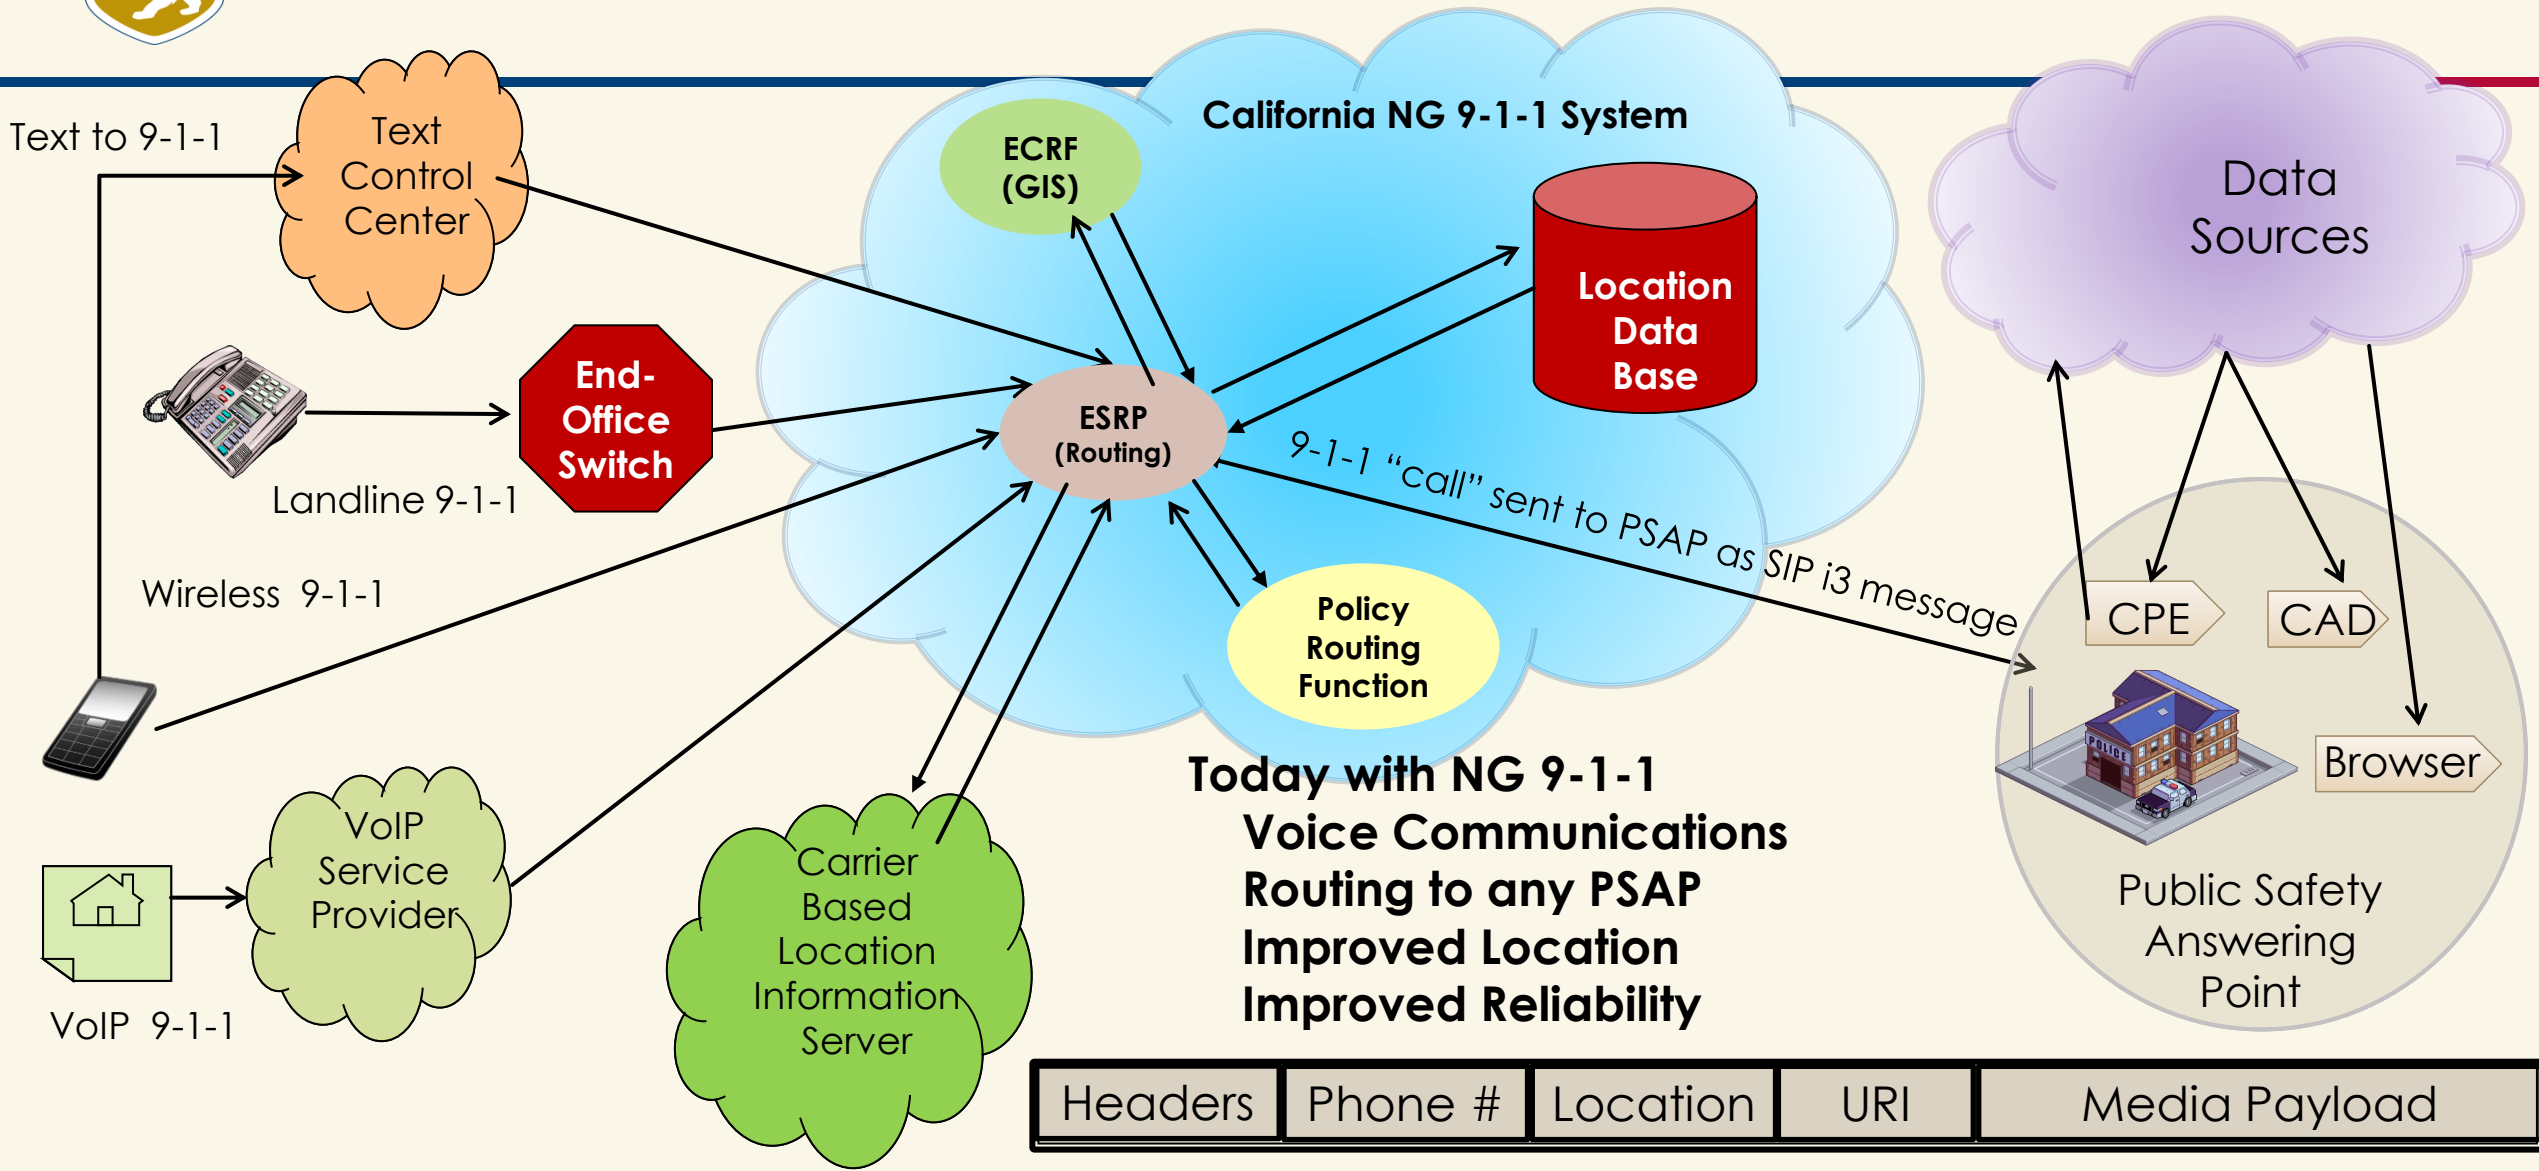 Text to 9-1-1
Text
Control
Center
California NG 9-1-1 System
ECRF
(GIS)
Location
Data
Base
Data
Sources
End-
Office
Switch
Landline 9-1-1
ESRP
(Routing)
9-1-1 “call” sent to PSAP as SIP i3 message
Wireless 9-1-1
Policy
Routing
Function
CPE
CAD
POLICE
Browser
Public Safety
Answering
Point
VoIP
Service
Provider
VoIP 9-1-1
Carrier
Based
Location
Information
Server
Today with NG 9-1-1
Voice Communications
Routing to any PSAP
Improved Location
Improved Reliability
Headers Phone # Location URI Media Payload